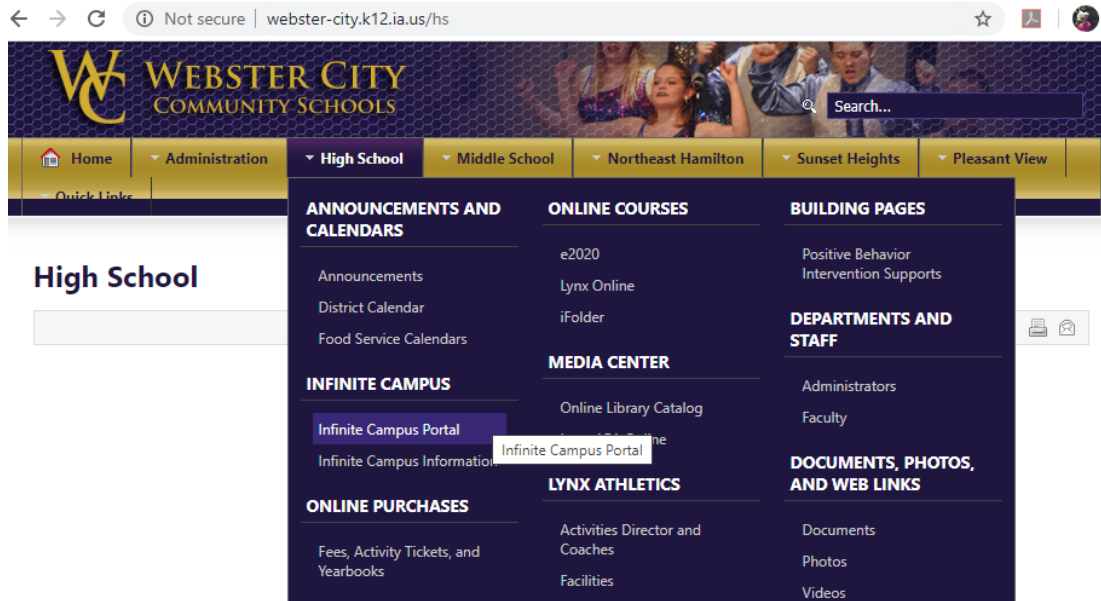 Not secure | webster-city.k12.ia.us/hs
WC
WEBSTER CITY
COMMUNITY SCHOOLS
Search...
Home
Administration
High School
Middle School
Northeast Hamilton
Sunset Heights
Pleasant View
Quick Links
High School
ANNOUNCEMENTS AND
CALENDARS
Announcements
District Calendar
Food Service Calendars
INFINITE CAMPUS
Infinite Campus Portal
Infinite Campus Information
ONLINE PURCHASES
Fees, Activity Tickets, and
Yearbooks
ONLINE COURSES
e2020
Lynx Online
iFolder
MEDIA CENTER
Online Library Catalog
Infinite Campus Portal
LYNX ATHLETICS
Activities Director and
Coaches
Facilities
BUILDING PAGES
Positive Behavior
Intervention Supports
DEPARTMENTS AND
STAFF
Administrators
Faculty
DOCUMENTS, PHOTOS,
AND WEB LINKS
Documents
Photos
Videos